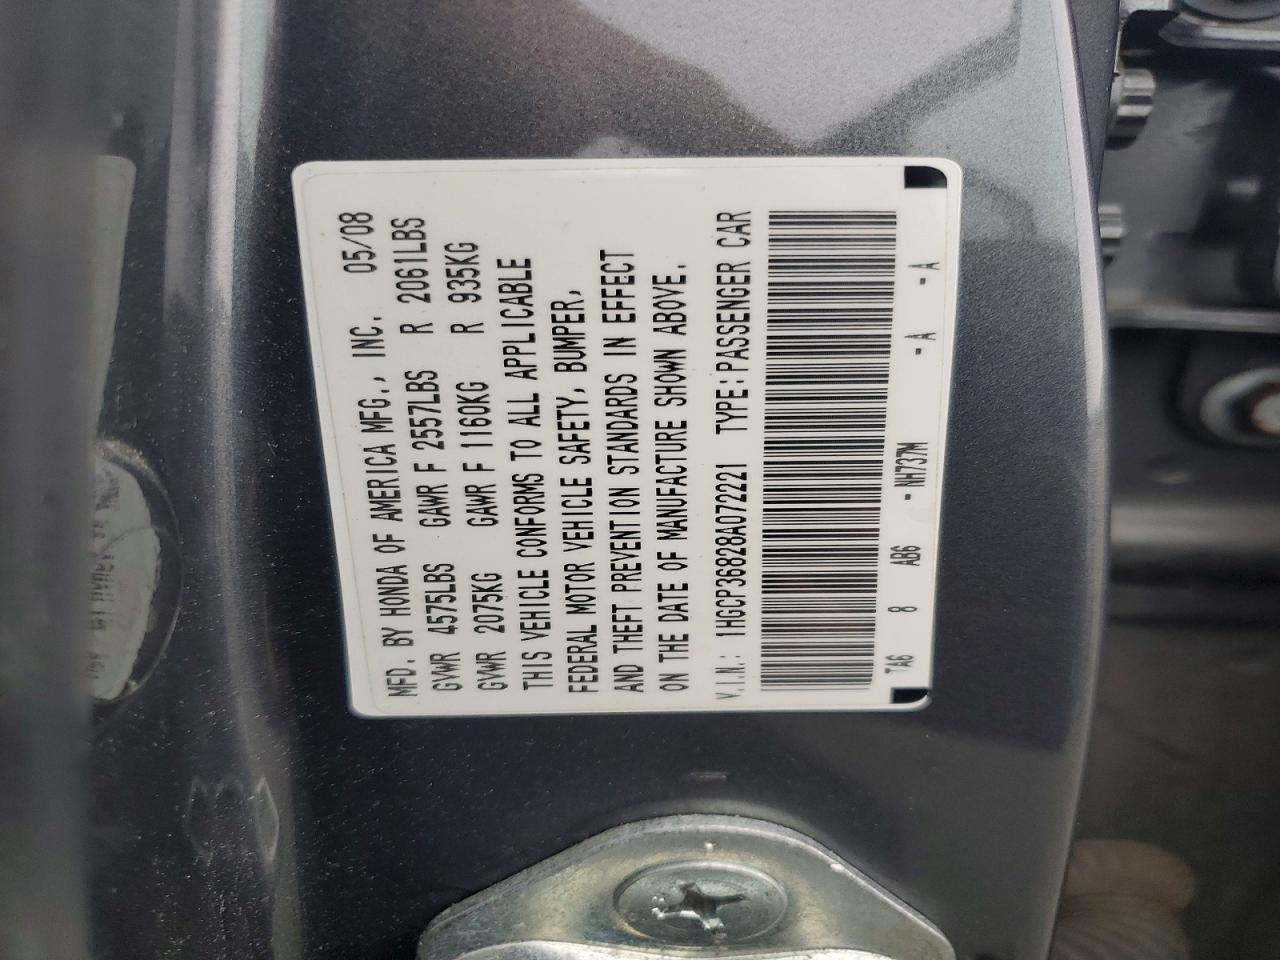 MFD. BY HONDA OF AMERICA MFG., INC. 05/08
GVWR 4575LBS GAWR F 2557LBS R 2061LBS
GVWR 2075KG GAWR F 1160KG R 935KG
THIS VEHICLE CONFORMS TO ALL APPLICABLE
FEDERAL MOTOR VEHICLE SAFETY, BUMPER,
AND THEFT PREVENTION STANDARDS IN EFFECT
ON THE DATE OF MANUFACTURE SHOWN ABOVE.
V.I.N.: 1HGCP36828A072221 TYPE: PASSENGER CAR
TA6 8 AB6 - NH737M - A - A